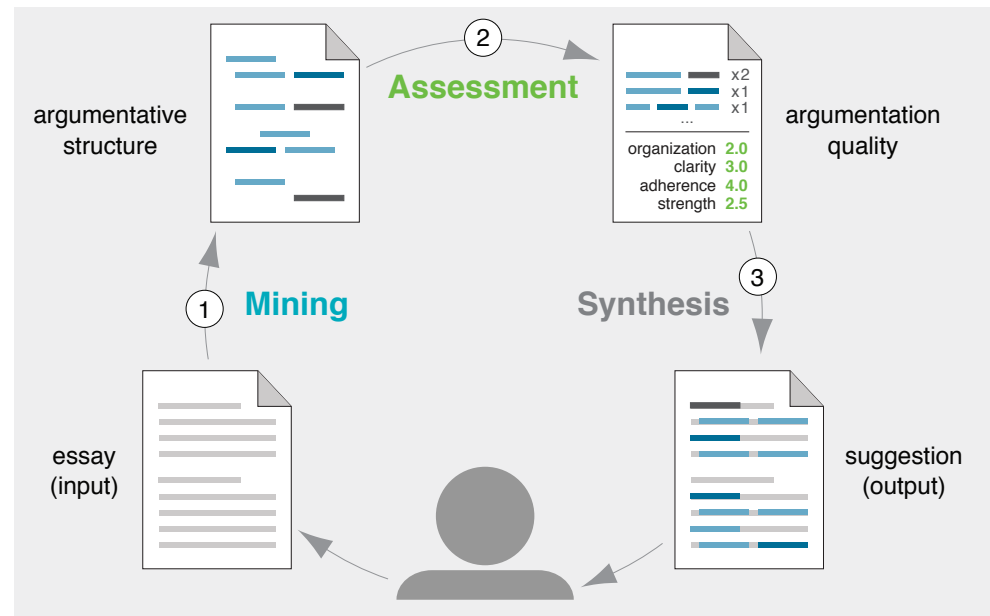 2
Assessment
argumentative
structure
x2
x1
x1
...
organization 2.0
clarity 3.0
adherence 4.0
strength 2.5
argumentation
quality
1
Mining
Synthesis
3
essay
(input)
suggestion
(output)